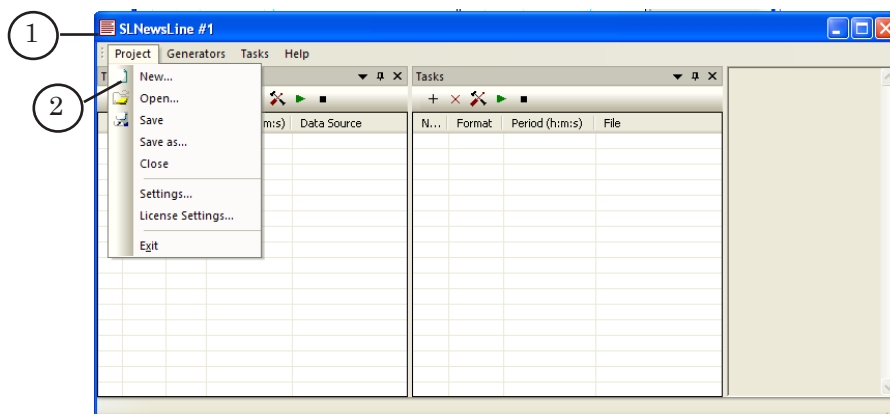 1
SLNewsLine #1
Project Generators Tasks Help
Tasks
2
New...
Open...
Save
Save as...
Close
Settings...
License Settings...
Exit
m:s) Data Source
N... Format Period (h:m:s) File